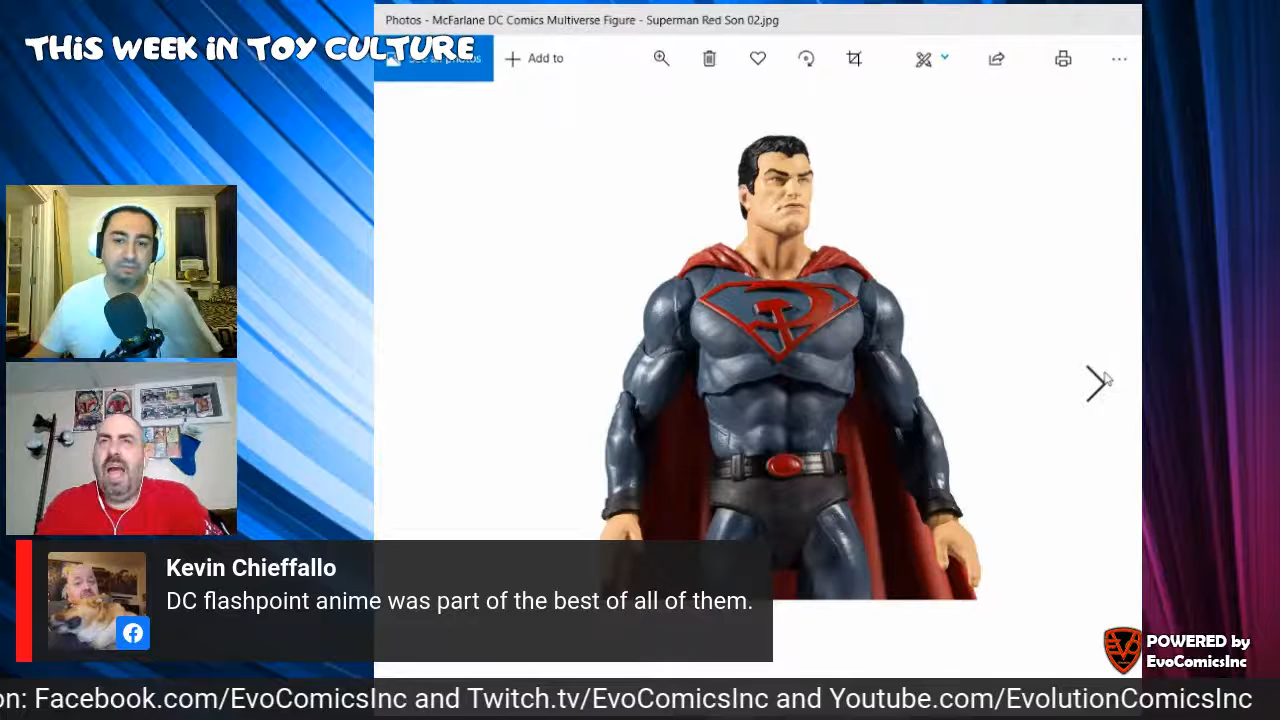 Photos - McFarlane DC Comics Multiverse Figure - Superman Red Son 02.jpg
THiS WEEK iN TOY CULTURE
Add to
Kevin Chieffallo
DC flashpoint anime was part of the best of all of them.
EVO
POWERED by
EvoComicsInc
on: Facebook.com/EvoComicsInc and Twitch.tv/EvoComicsInc and Youtube.com/EvolutionComicsInc